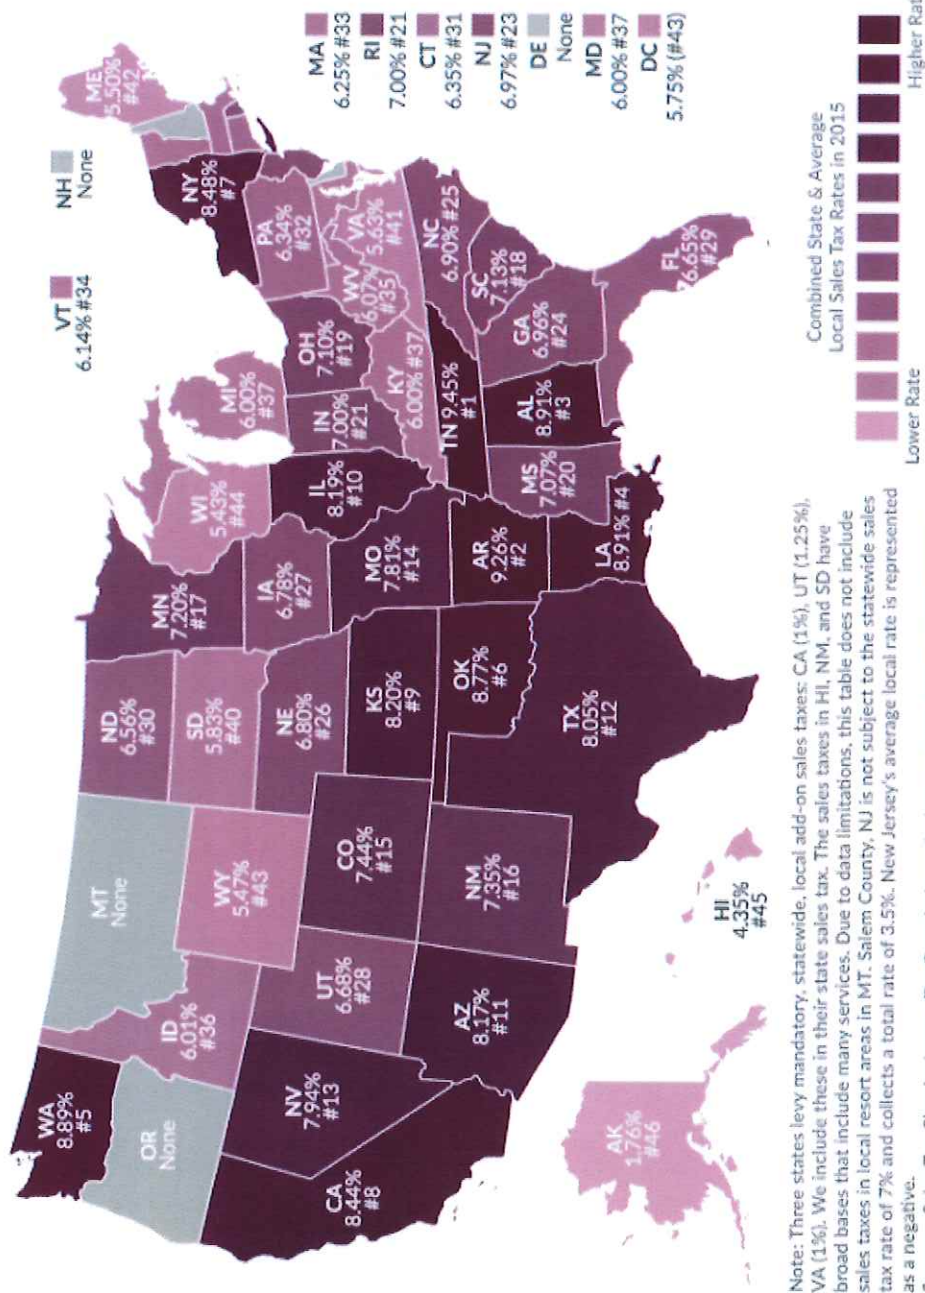 WA
8.89%
#5
OR
None
CA
8.44%
#8
NV
7.94%
#13
ID
6.01%
#36
MT
None
WY
5.47%
#43
UT
6.68%
#28
AZ
8.17%
#11
CO
7.44%
#15
NM
7.35%
#16
ND
6.56%
#30
SD
5.83%
#40
NE
6.80%
#26
KS
8.20%
#9
OK
8.77%
#6
TX
8.05%
#12
MN
7.20%
#17
IA
6.78%
#27
MO
7.81%
#14
AR
9.26%
#2
LA
8.91% #4
WI
5.43%
#44
IL
8.19%
#10
MI
6.00%
#37
IN
7.00%
#21
OH
7.10%
#19
KY
6.00% #37
TN 9.45%
#1
MS
7.07%
#20
AL
8.91%
#3
GA
6.96%
#24
FL
6.65%
#29
SC
7.13%
#18
NC
6.90% #25
VA
5.63%
#41
WV
6.07%
#35
PA
6.34%
#32
NY
8.48%
#7
ME
5.50%
#42
VT
6.14% #34
NH
None
MA
6.25% #33
RI
7.00% #21
CT
6.35% #31
NJ
6.97% #23
DE
None
MD
6.00% #37
DC
5.75% (#43)
AK
1.76%
#46
HI
4.35%
#45
Combined State & Average
Local Sales Tax Rates in 2015
Lower Rate
Higher Rat
Note: Three states levy mandatory, statewide, local add-on sales taxes: CA (1%), UT (1.25%),
VA (1%). We include these in their state sales tax. The sales taxes in HI, NM, and SD have
broad bases that include many services. Due to data limitations, this table does not include
sales taxes in local resort areas in MT. Salem County, NJ is not subject to the statewide sales
tax rate of 7% and collects a total rate of 3.5%. New Jersey's average local rate is represented
as a negative.